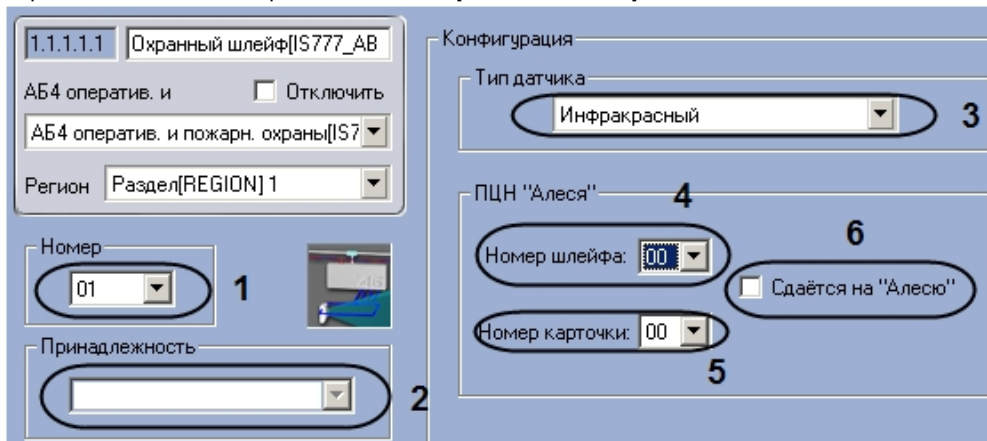 1.1.1.1.1 Охранный шлейф[IS777_AB
АБ4 оператив. и Отключить
АБ4 оператив. и пожарн. охраны[IS7
Регион Раздел[REGION] 1
Номер
01 1
Принадлежность
2
Конфигурация
Тип датчика
Инфракрасный 3
ПЦН "Алеся" 4
Номер шлейфа: 00
6
Сдаётся на "Алесю"
Номер карточки: 00
5